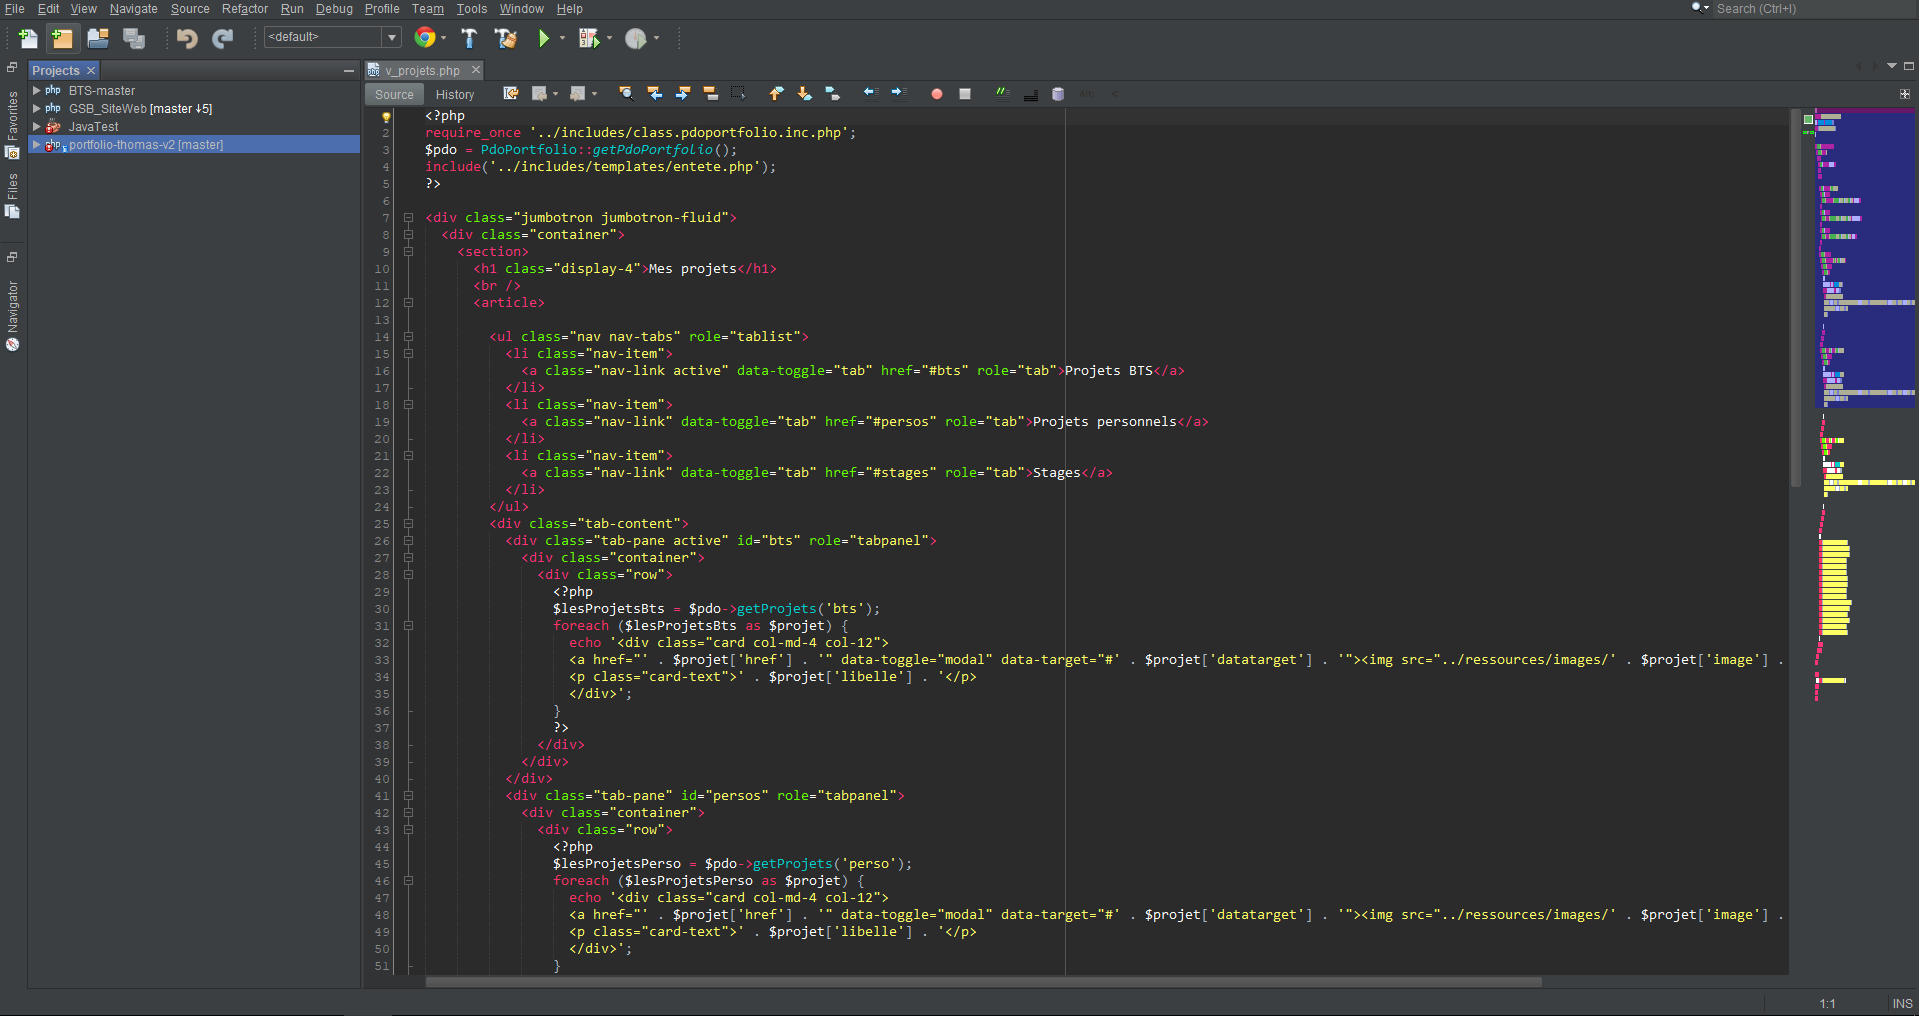 File Edit View Navigate Source Refactor Run Debug Profile Team Tools Window Help
Search (Ctrl+I)
<default>
Projects
v_projets.php
Source History
BTS-master
GSB_SiteWeb [master ↓5]
JavaTest
portfolio-thomas-v2 [master]
Favorites
Files
Navigator
<?php
2 require_once '../includes/class.pdoportfolio.inc.php';
3 $pdo = PdoPortfolio::getPdoPortfolio();
4 include('../includes/templates/entete.php');
5 ?>
6
7 <div class="jumbotron jumbotron-fluid">
8 <div class="container">
9 <section>
10 <h1 class="display-4">Mes projets</h1>
11 <br />
12 <article>
13
14 <ul class="nav nav-tabs" role="tablist">
15 <li class="nav-item">
16 <a class="nav-link active" data-toggle="tab" href="#bts" role="tab">Projets BTS</a>
17 </li>
18 <li class="nav-item">
19 <a class="nav-link" data-toggle="tab" href="#persos" role="tab">Projets personnels</a>
20 </li>
21 <li class="nav-item">
22 <a class="nav-link" data-toggle="tab" href="#stages" role="tab">Stages</a>
23 </li>
24 </ul>
25 <div class="tab-content">
26 <div class="tab-pane active" id="bts" role="tabpanel">
27 <div class="container">
28 <div class="row">
29 <?php
30 $lesProjetsBts = $pdo->getProjets('bts');
31 foreach ($lesProjetsBts as $projet) {
32 echo '<div class="card col-md-4 col-12">
33 <a href="' . $projet['href'] . '" data-toggle="modal" data-target="#' . $projet['datatarget'] . '"><img src="../ressources/images/' . $projet['image'] .
34 <p class="card-text">' . $projet['libelle'] . '</p>
35 </div>';
36 }
37 ?>
38 </div>
39 </div>
40 </div>
41 <div class="tab-pane" id="persos" role="tabpanel">
42 <div class="container">
43 <div class="row">
44 <?php
45 $lesProjetsPerso = $pdo->getProjets('perso');
46 foreach ($lesProjetsPerso as $projet) {
47 echo '<div class="card col-md-4 col-12">
48 <a href="' . $projet['href'] . '" data-toggle="modal" data-target="#' . $projet['datatarget'] . '"><img src="../ressources/images/' . $projet['image'] .
49 <p class="card-text">' . $projet['libelle'] . '</p>
50 </div>';
51 }
1:1 INS